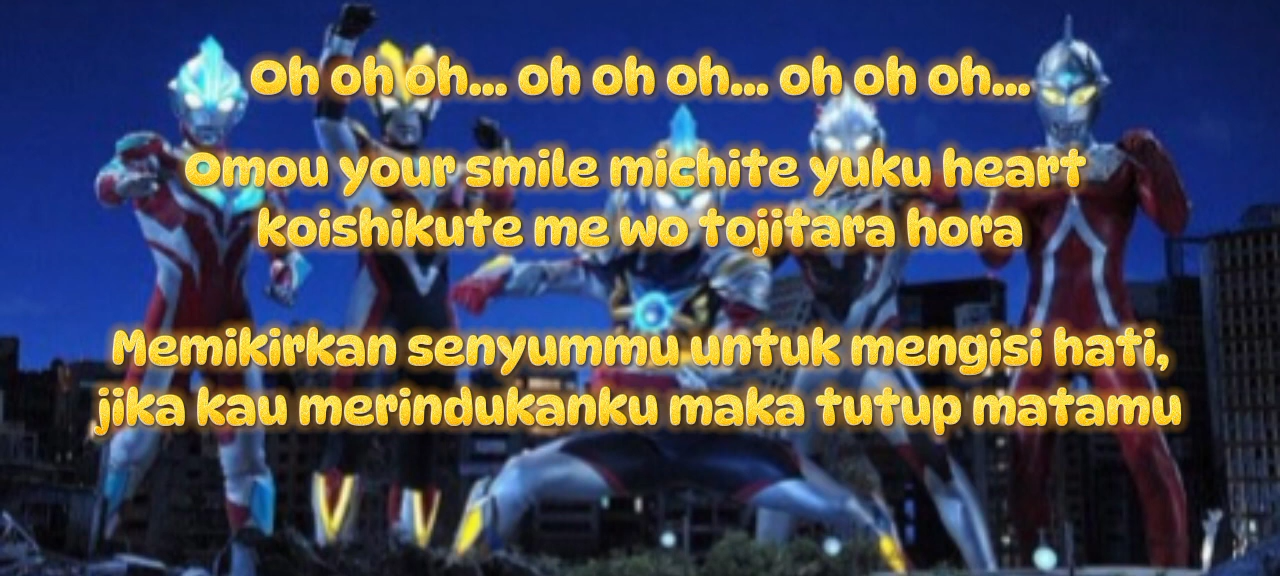 Oh oh oh... oh oh oh... oh oh oh...
Omou your smile michite yuku heart
koishikute me wo tojitara hora
Memikirkan senyummu untuk mengisi hati,
jika kau merindukanku maka tutup matamu